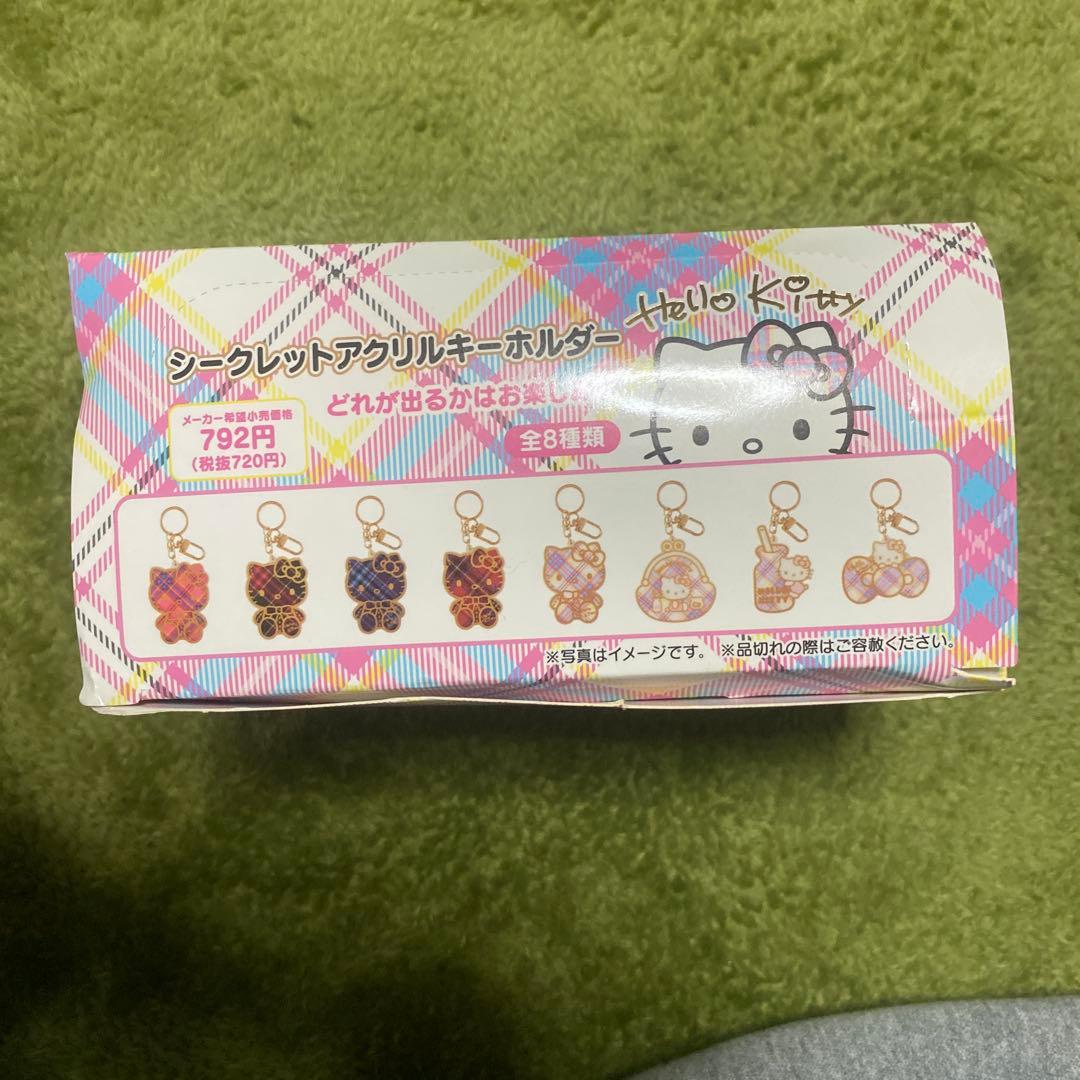 Hello Kitty
シークレットアクリルキーホルダー
どれが出るかはお楽し
メーカー希望小売価格
792円
(税抜720円)
全8種類
※写真はイメージです。 ※品切れの際はご容赦ください。